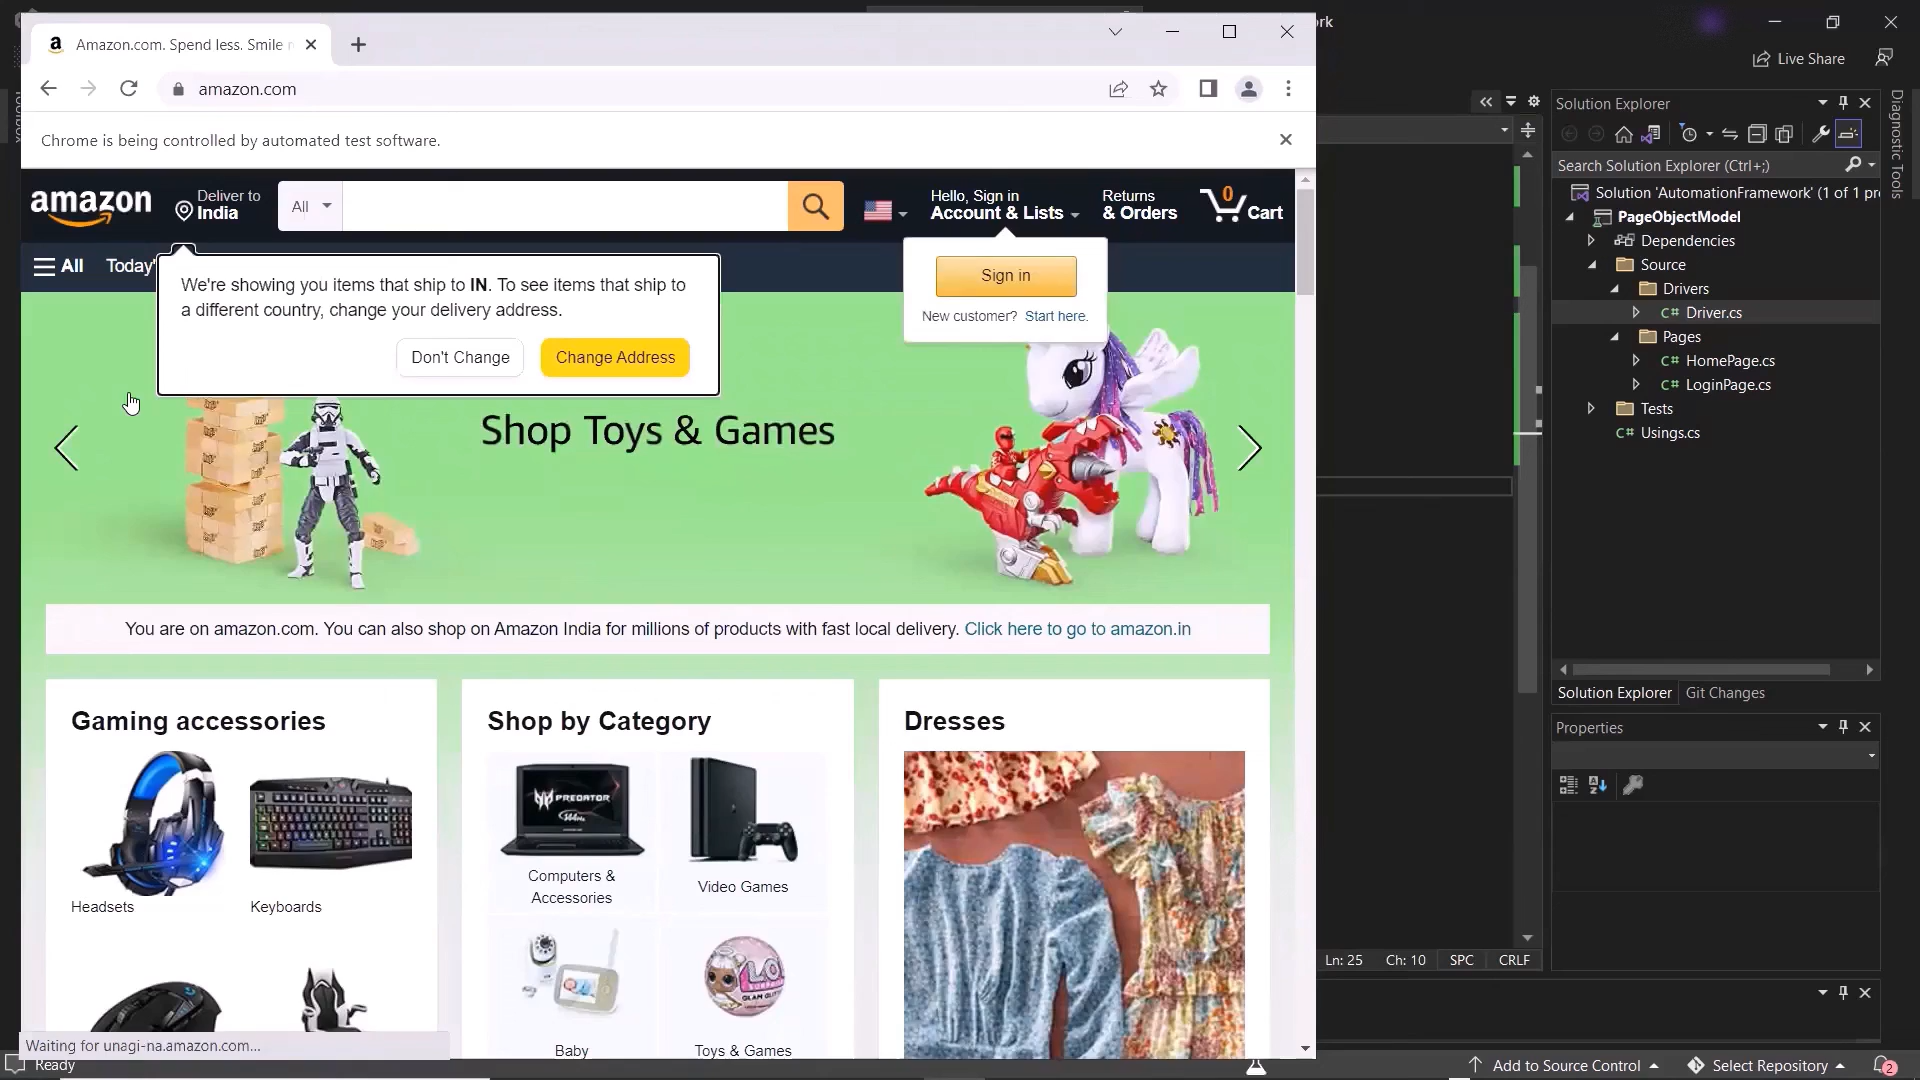 Amazon.com. Spend less. Smile
rk
Live Share
amazon.com
Chrome is being controlled by automated test software.
amazon
Deliver to
India
All
Hello, Sign in
Account & Lists
Returns
& Orders
0
Cart
All
Today'
We're showing you items that ship to IN. To see items that ship to
a different country, change your delivery address.
Don't Change
Change Address
Sign in
New customer? Start here.
Shop Toys & Games
You are on amazon.com. You can also shop on Amazon India for millions of products with fast local delivery. Click here to go to amazon.in
Gaming accessories
Headsets
Keyboards
Shop by Category
PREDATOR
Computers &
Accessories
Video Games
Baby
Toys & Games
Dresses
Waiting for unagi-na.amazon.com...
Ready
Solution Explorer
Search Solution Explorer (Ctrl+;)
Solution 'AutomationFramework' (1 of 1 pr
PageObjectModel
Dependencies
Source
Drivers
C# Driver.cs
Pages
C# HomePage.cs
C# LoginPage.cs
Tests
C# Usings.cs
Solution Explorer
Git Changes
Properties
Diagnostic Tools
Ln: 25
Ch: 10
SPC
CRLF
Add to Source Control
Select Repository
2